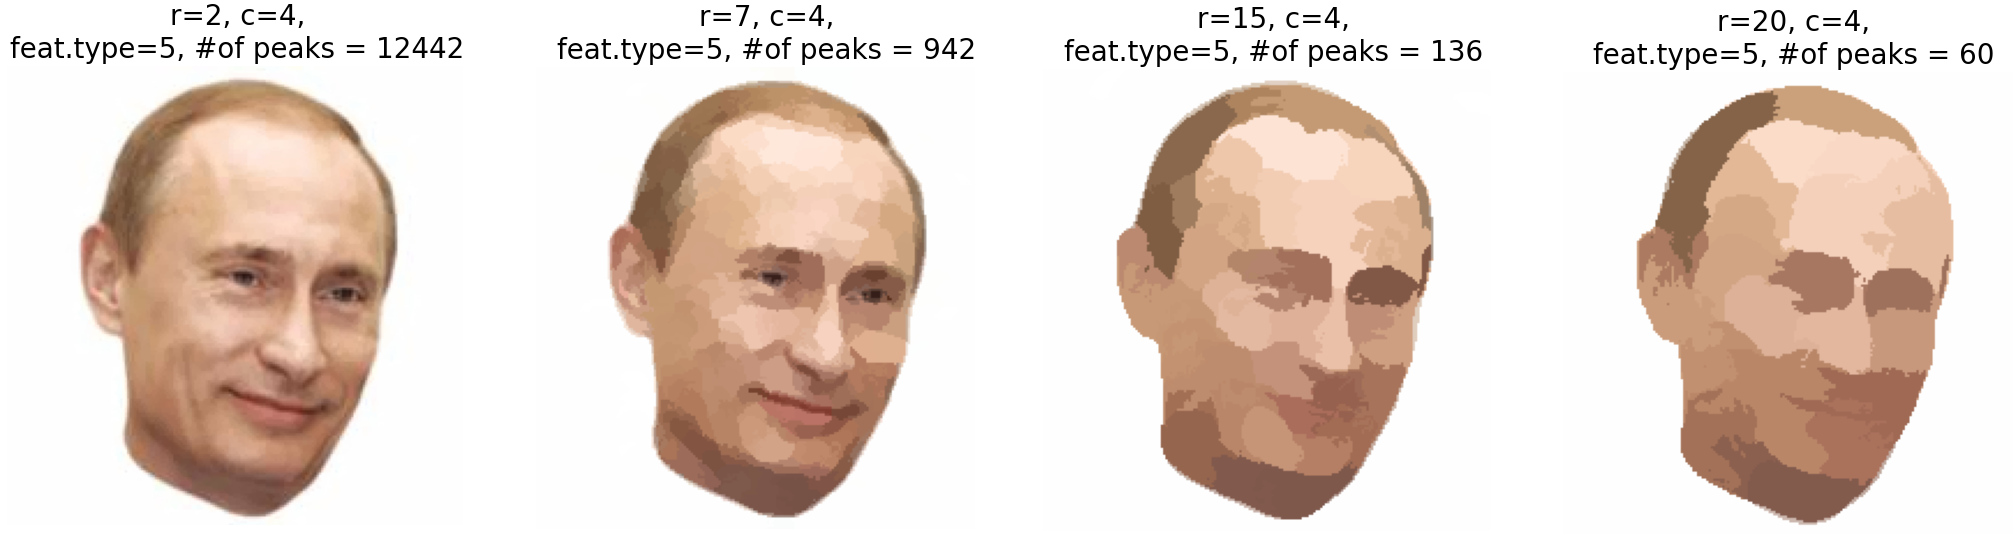 r=2, c=4,
feat.type=5, #of peaks = 12442
r=7, c=4,
feat.type=5, #of peaks = 942
r=15, c=4,
feat.type=5, #of peaks = 136
r=20, c=4,
feat.type=5, #of peaks = 60